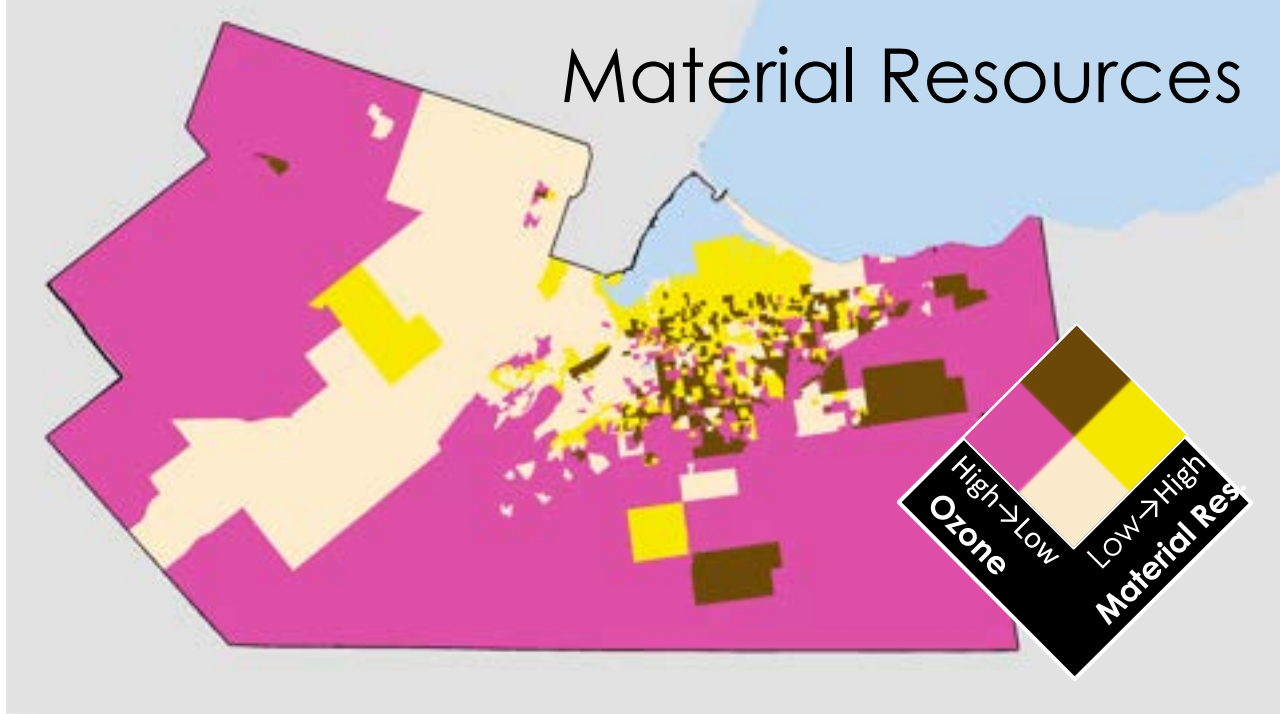 Material Resources
High→Low
Ozone
Low→High
Material Res.